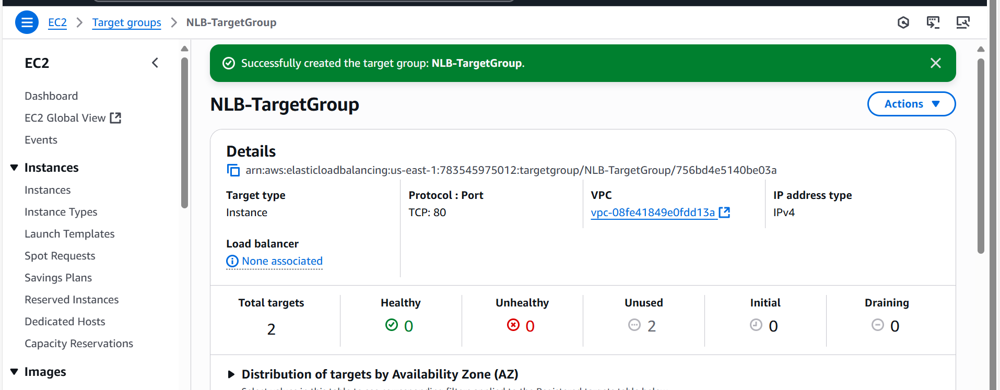 EC2 > Target groups > NLB-TargetGroup
EC2
Dashboard
EC2 Global View
Events
Instances
Instances
Instance Types
Launch Templates
Spot Requests
Savings Plans
Reserved Instances
Dedicated Hosts
Capacity Reservations
Images
Successfully created the target group: NLB-TargetGroup.
NLB-TargetGroup
Actions
Details
arn:aws:elasticloadbalancing:us-east-1:783545975012:targetgroup/NLB-TargetGroup/756bd4e5140be03a
Target type
Instance
Protocol : Port
TCP: 80
VPC
vpc-08fe41849e0fdd13a
IP address type
IPv4
Load balancer
None associated
Total targets
2
Healthy
0
Unhealthy
0
Unused
2
Initial
0
Draining
0
Distribution of targets by Availability Zone (AZ)